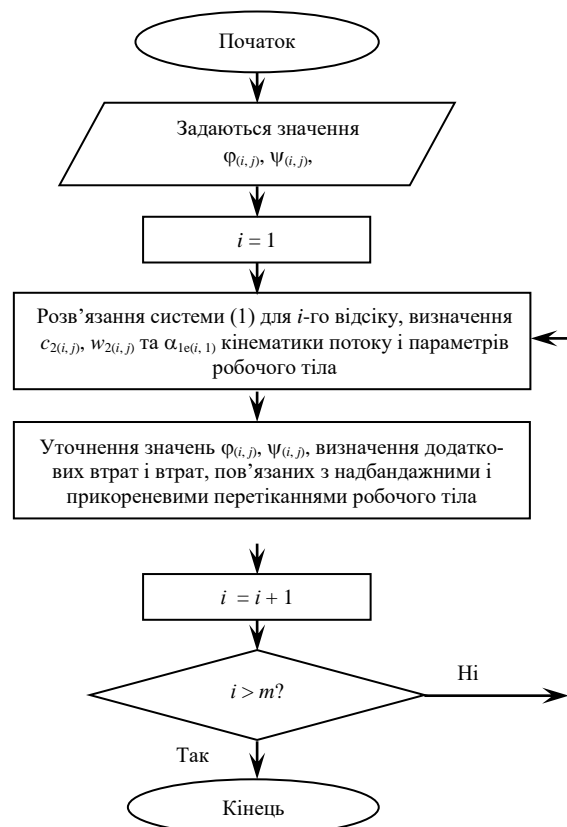 Початок
Задаються значення
φ(i, j), ψ(i, j),
i = 1
Розв'язання системи (1) для i-го відсіку, визначення
c2(i, j), w2(i, j) та α1e(i, 1) кінематики потоку і параметрів
робочого тіла
Уточнення значень φ(i, j), ψ(i, j), визначення додатко-
вих втрат і втрат, пов'язаних з надбандажними і
прикореневими перетіканнями робочого тіла
i = i + 1
i > m?
Ні
Так
Кінець